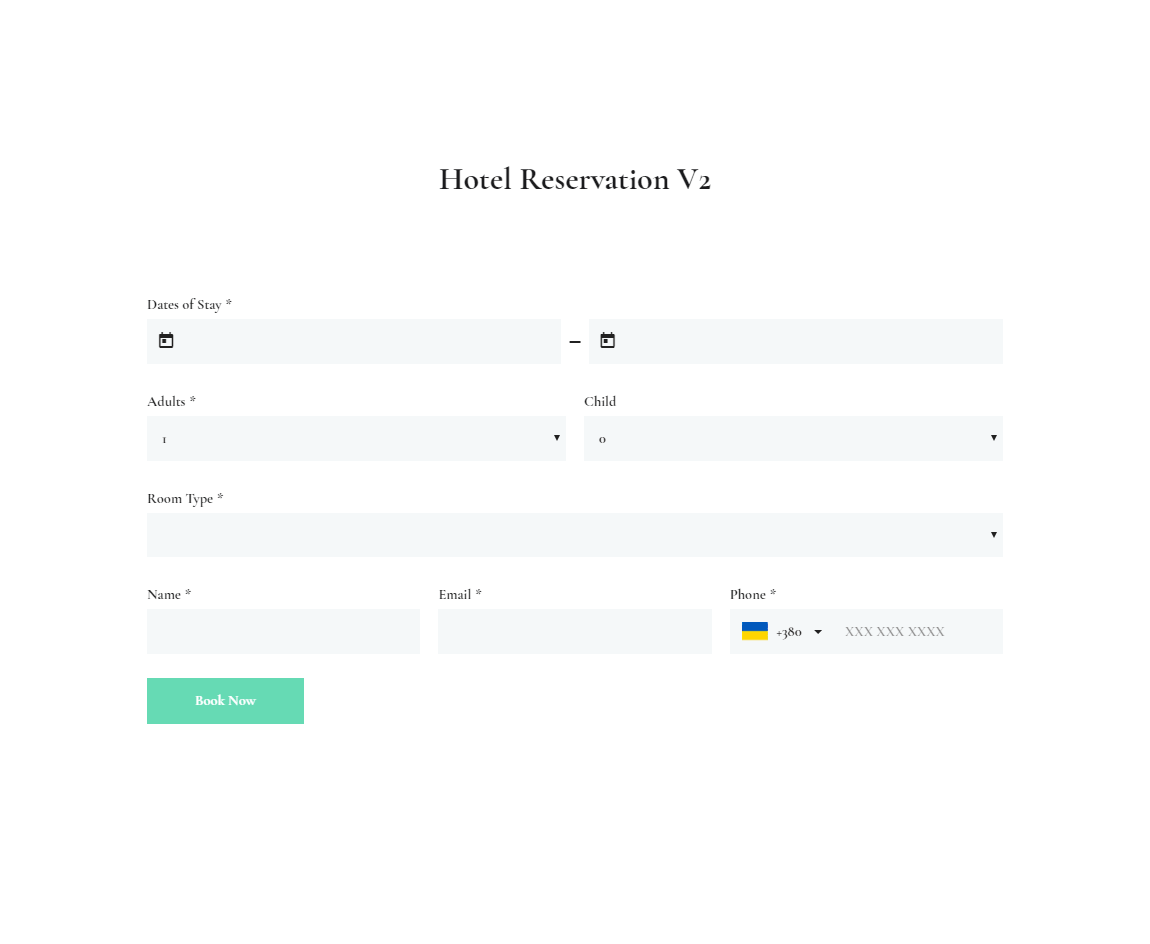 Hotel Reservation V2
Dates of Stay *
–
Adults * Child
1 0
Room Type *
Name * Email * Phone *
+380 XXX XXX XXXX
Book Now